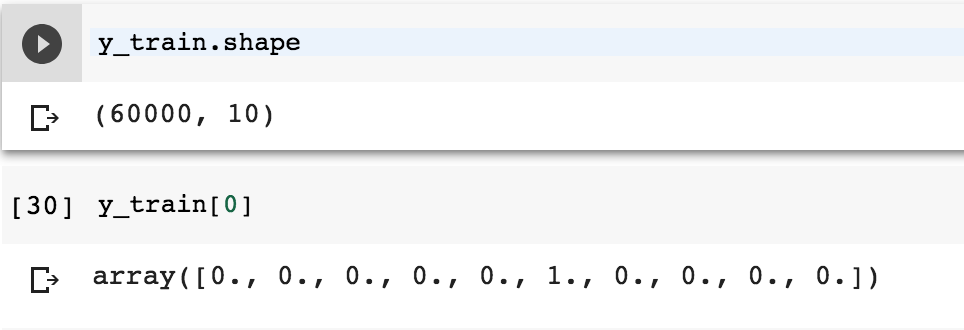 y_train.shape
(60000, 10)
[30] y_train[0]
array([0., 0., 0., 0., 0., 1., 0., 0., 0., 0.])